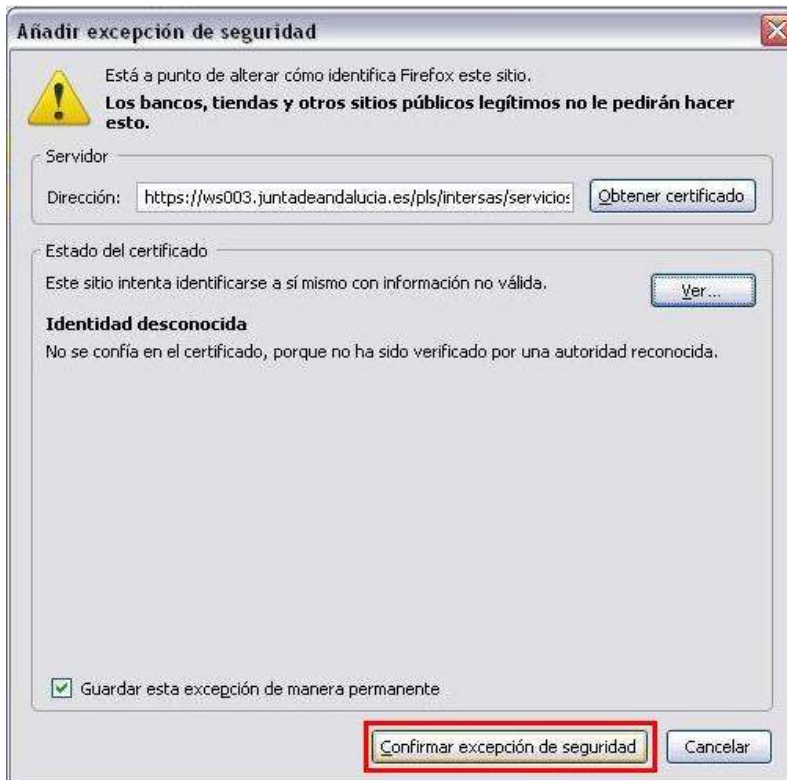 Añadir excepción de seguridad
Está a punto de alterar cómo identifica Firefox este sitio.
Los bancos, tiendas y otros sitios públicos legítimos no le pedirán hacer
esto.
Servidor
Dirección: https://ws003.juntadeandalucia.es/pls/intersas/servicios Obtener certificado
Estado del certificado
Este sitio intenta identificarse a sí mismo con información no válida. Ver...
Identidad desconocida
No se confía en el certificado, porque no ha sido verificado por una autoridad reconocida.
Guardar esta excepción de manera permanente
Confirmar excepción de seguridad Cancelar